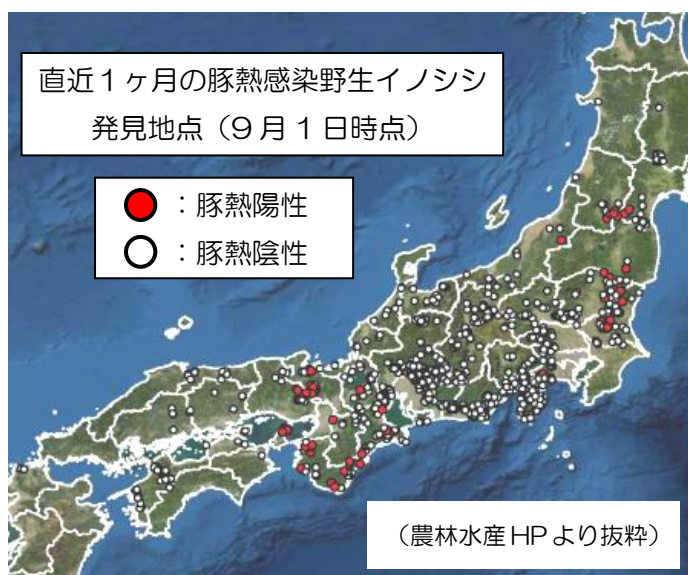 直近１ヶ月の豚熱感染野生イノシシ
発見地点（９月１日時点）
：豚熱陽性
：豚熱陰性
（農林水産HPより抜粋）